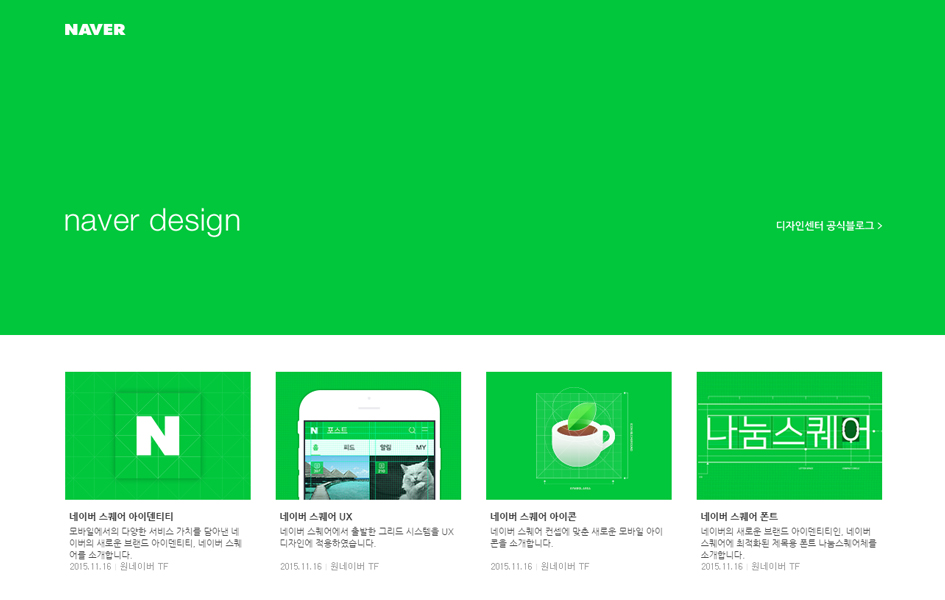 NAVER
naver design
디자인센터 공식블로그 >
N
N 포스트
피드 알림 MY
나눔스퀘어
네이버 스퀘어 아이덴티티
모바일에서의 다양한 서비스 가치를 담아낸 네
이버의 새로운 브랜드 아이덴티티, 네이버 스퀘
어를 소개합니다.
2015.11.16 | 원네이버 TF
네이버 스퀘어 UX
네이버 스퀘어에서 출발한 그리드 시스템을 UX
디자인에 적용하였습니다.
2015.11.16 | 원네이버 TF
네이버 스퀘어 아이콘
네이버 스퀘어 컨셉에 맞춘 새로운 모바일 아이
콘을 소개합니다.
2015.11.16 | 원네이버 TF
네이버 스퀘어 폰트
네이버의 새로운 브랜드 아이덴티티인, 네이버
스퀘어에 최적화된 제목용 폰트 나눔스퀘어체를
소개합니다.
2015.11.16 | 원네이버 TF